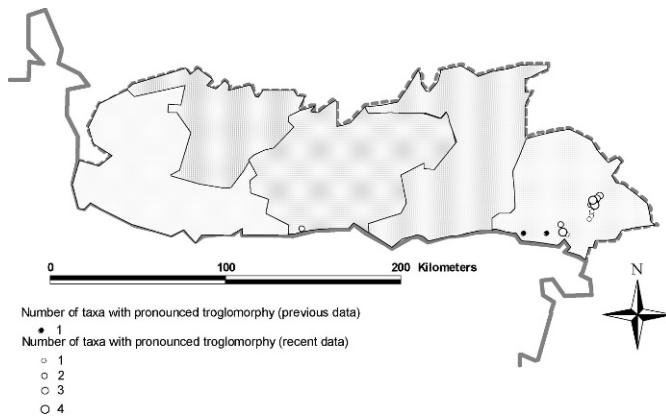 0 100 200 Kilometers
N
Number of taxa with pronounced troglomorphy (previous data)
1
Number of taxa with pronounced troglomorphy (recent data)
1
2
3
4